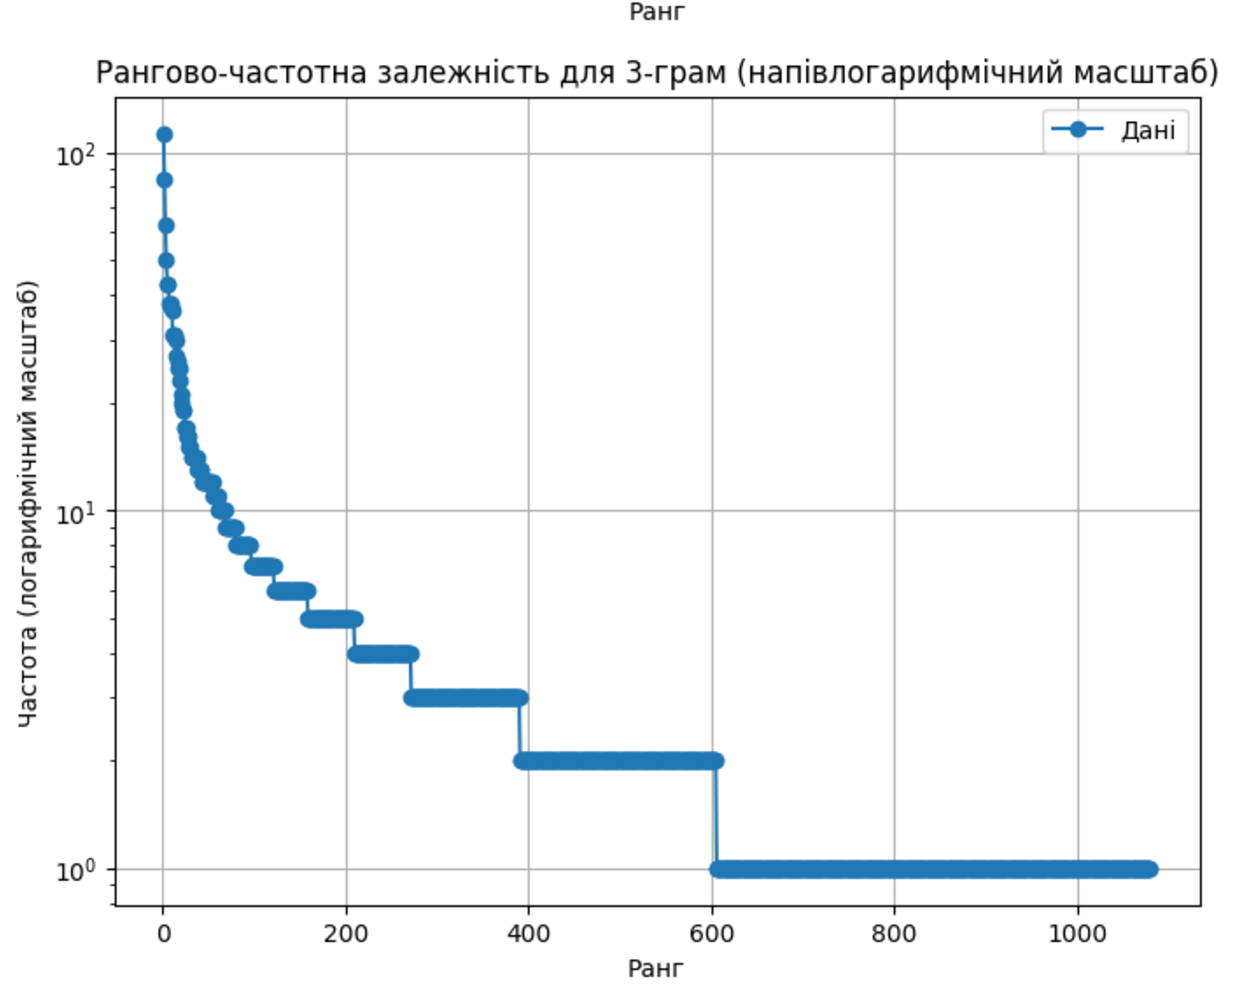 Ранг
Рангово-частотна залежність для 3-грам (напівлогарифмічний масштаб)
Дані
10²
10¹
10⁰
Частота (логарифмічний масштаб)
0 200 400 600 800 1000
Ранг